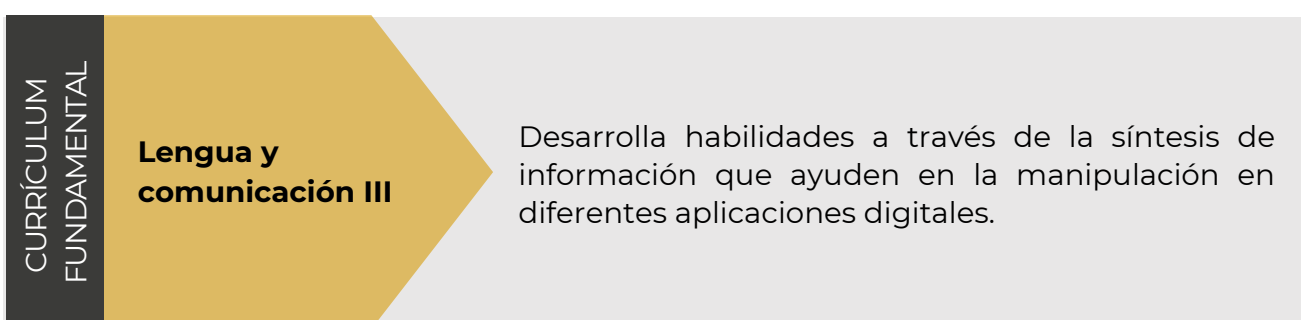 CURRÍCULUM
FUNDAMENTAL
Lengua y
comunicación III
Desarrolla habilidades a través de la síntesis de
información que ayuden en la manipulación en
diferentes aplicaciones digitales.